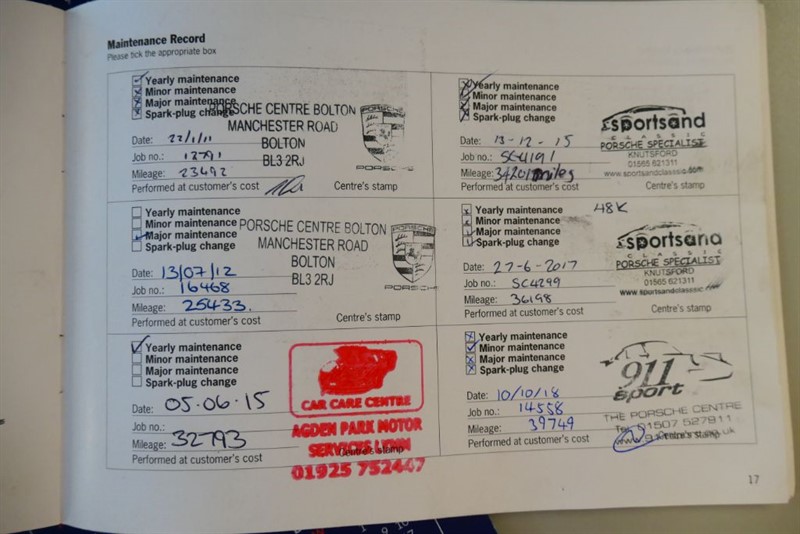 Maintenance Record
Please tick the appropriate box
Yearly maintenance
Minor maintenance
Major maintenance
Spark-plug change
PORSCHE CENTRE BOLTON
MANCHESTER ROAD
BOLTON
BL3 2RJ
PORSCHE
PORSCHE
Date: 22/1/11
Job no.: 12791
Mileage: 23492
Performed at customer's cost
Centre's stamp
Yearly maintenance
Minor maintenance
Major maintenance
Spark-plug change
sportsand
CLASSIC
PORSCHE SPECIALIST
KNUTSFORD
01565 621311
www.sportsandclassic.com
Date: 13-12-15
Job no.: SC4191
Mileage: 34201 miles
Performed at customer's cost
Centre's stamp
Yearly maintenance
Minor maintenance
Major maintenance
Spark-plug change
PORSCHE CENTRE BOLTON
MANCHESTER ROAD
BOLTON
BL3 2RJ
PORSCHE
PORSCHE
Date: 13/07/12
Job no.: 16468
Mileage: 25433.
Performed at customer's cost
Centre's stamp
Yearly maintenance
Minor maintenance
Major maintenance
Spark-plug change
48K
sportsand
CLASSIC
PORSCHE SPECIALIST
KNUTSFORD
01565 621311
www.sportsandclassic.com
Date: 27-6-2017
Job no.: SC4299
Mileage: 36198
Performed at customer's cost
Centre's stamp
Yearly maintenance
Minor maintenance
Major maintenance
Spark-plug change
CAR CARE CENTRE
AGDEN PARK MOTOR
SERVICES LYMM
01925 752447
Date: 05.06.15
Job no.:
Mileage: 32793
Performed at customer's cost
Centre's stamp
Yearly maintenance
Minor maintenance
Major maintenance
Spark-plug change
911
sport
THE PORSCHE CENTRE
Tel: 01507 527911
Date: 10/10/18
Job no.: 14558
Mileage: 39749
Performed at customer's cost
Centre's stamp
17